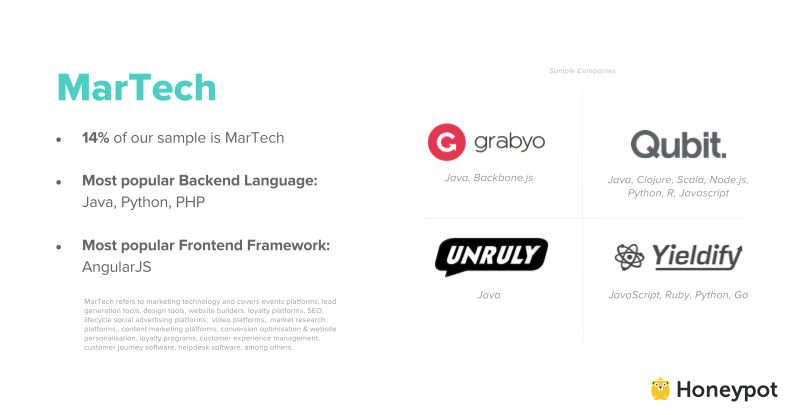 MarTech
• 14% of our sample is MarTech
• Most popular Backend Language:
Java, Python, PHP
• Most popular Frontend Framework:
AngularJS
MarTech refers to marketing technology and covers events platforms, lead
generation tools, design tools, website builders, loyalty platforms, SEO,
lifecycle social advertising platforms, video platforms, market research
platforms,, content marketing platforms, conversion optimisation & website
personalisation, loyalty programs, customer experience management,
customer journey software, helpdesk software, among others.
Sample Companies
grabyo
Java, Backbone.js
Qubit.
Java, Clojure, Scala, Node.js,
Python, R, Javascript
UNRULY
Java
Yieldify
JavaScript, Ruby, Python, Go
Honeypot